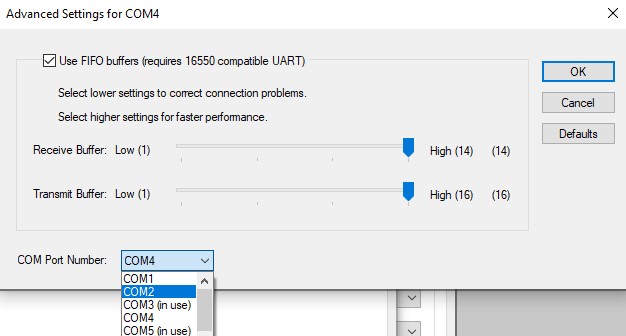 Advanced Settings for COM4
Use FIFO buffers (requires 16550 compatible UART)
OK
Select lower settings to correct connection problems.
Cancel
Select higher settings for faster performance.
Defaults
Receive Buffer: Low (1) High (14) (14)
Transmit Buffer: Low (1) High (16) (16)
COM Port Number: COM4
COM1
COM2
COM3 (in use)
COM4
COM5 (in use)